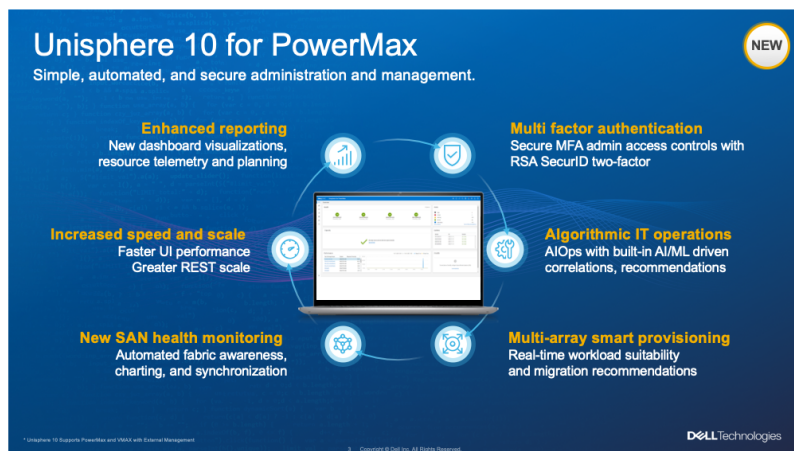 Unisphere 10 for PowerMax
Simple, automated, and secure administration and management.
NEW
Enhanced reporting
New dashboard visualizations,
resource telemetry and planning
Multi factor authentication
Secure MFA admin access controls with
RSA SecurID two-factor
Increased speed and scale
Faster UI performance
Greater REST scale
Algorithmic IT operations
AIOps with built-in AI/ML driven
correlations, recommendations
New SAN health monitoring
Automated fabric awareness,
charting, and synchronization
Multi-array smart provisioning
Real-time workload suitability
and migration recommendations
* Unisphere 10 Supports PowerMax and VMAX with External Management
3 Copyright © Dell Inc. All Rights Reserved.
DELLTechnologies